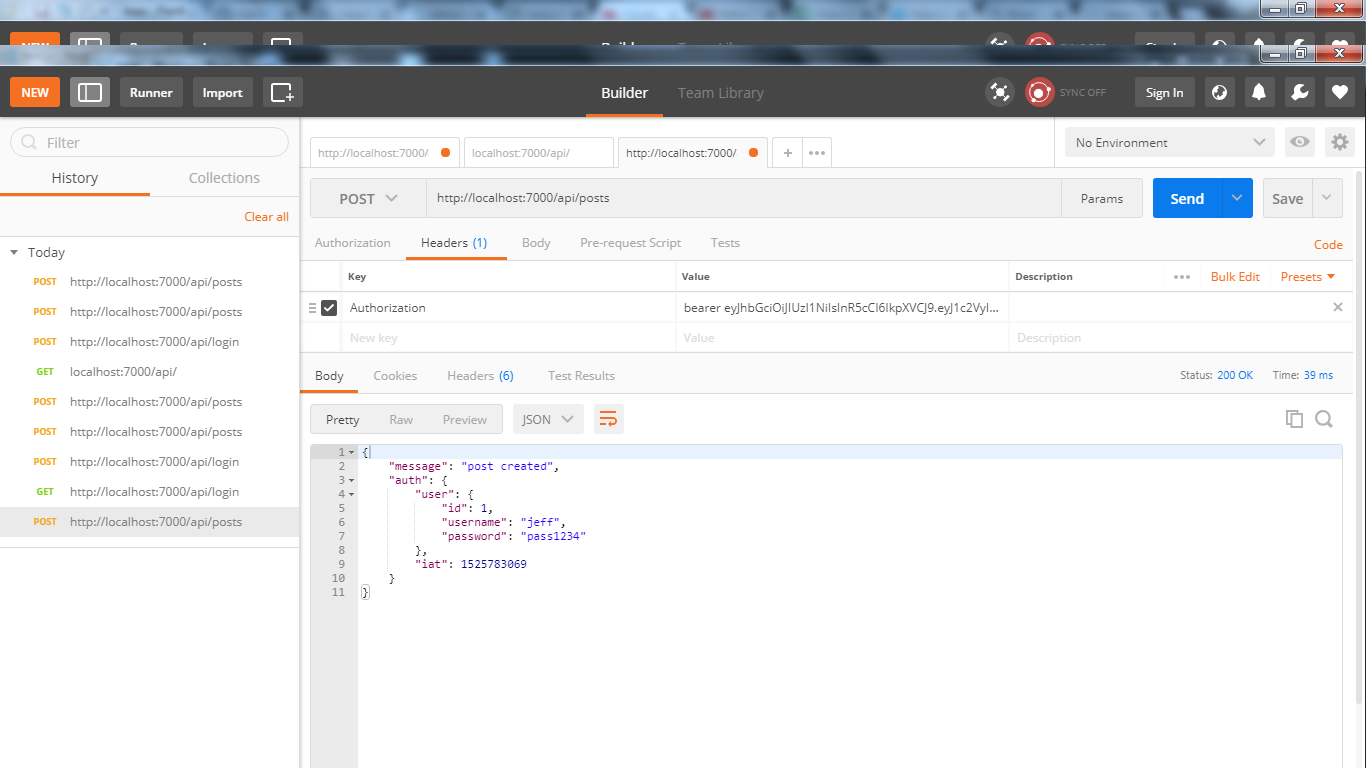 NEW Runner Import Builder Team Library SYNC OFF Sign In
Filter
History Collections
Clear all
Today
POST http://localhost:7000/api/posts
POST http://localhost:7000/api/posts
POST http://localhost:7000/api/login
GET localhost:7000/api/
POST http://localhost:7000/api/posts
POST http://localhost:7000/api/posts
POST http://localhost:7000/api/login
GET http://localhost:7000/api/login
POST http://localhost:7000/api/posts
http://localhost:7000/ localhost:7000/api/ http://localhost:7000/ + ••• No Environment
POST http://localhost:7000/api/posts Params Send Save
Authorization Headers (1) Body Pre-request Script Tests Code
Key Value Description ••• Bulk Edit Presets
Authorization bearer eyJhbGciOiJIUzI1NiIsInR5cCI6IkpXVCJ9.eyJ1c2VyI...
New key Value Description
Body Cookies Headers (6) Test Results Status: 200 OK Time: 39 ms
Pretty Raw Preview JSON
1 {
2 "message": "post created",
3 "auth": {
4 "user": {
5 "id": 1,
6 "username": "jeff",
7 "password": "pass1234"
8 },
9 "iat": 1525783069
10 }
11 }